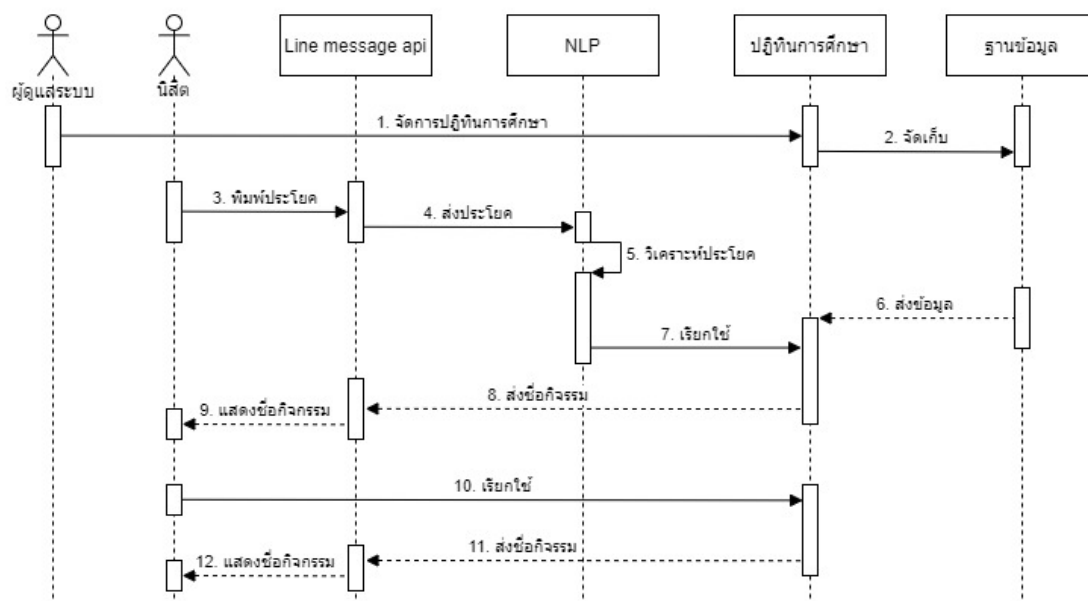 Line message api
NLP
ปฏิทินการศึกษา
ฐานข้อมูล
ผู้ดูแลระบบ
นิสิต
1. จัดการปฏิทินการศึกษา
2. จัดเก็บ
3. พิมพ์ประโยค
4. ส่งประโยค
5. วิเคราะห์ประโยค
6. ส่งข้อมูล
7. เรียกใช้
8. ส่งชื่อกิจกรรม
9. แสดงชื่อกิจกรรม
10. เรียกใช้
11. ส่งชื่อกิจกรรม
12. แสดงชื่อกิจกรรม